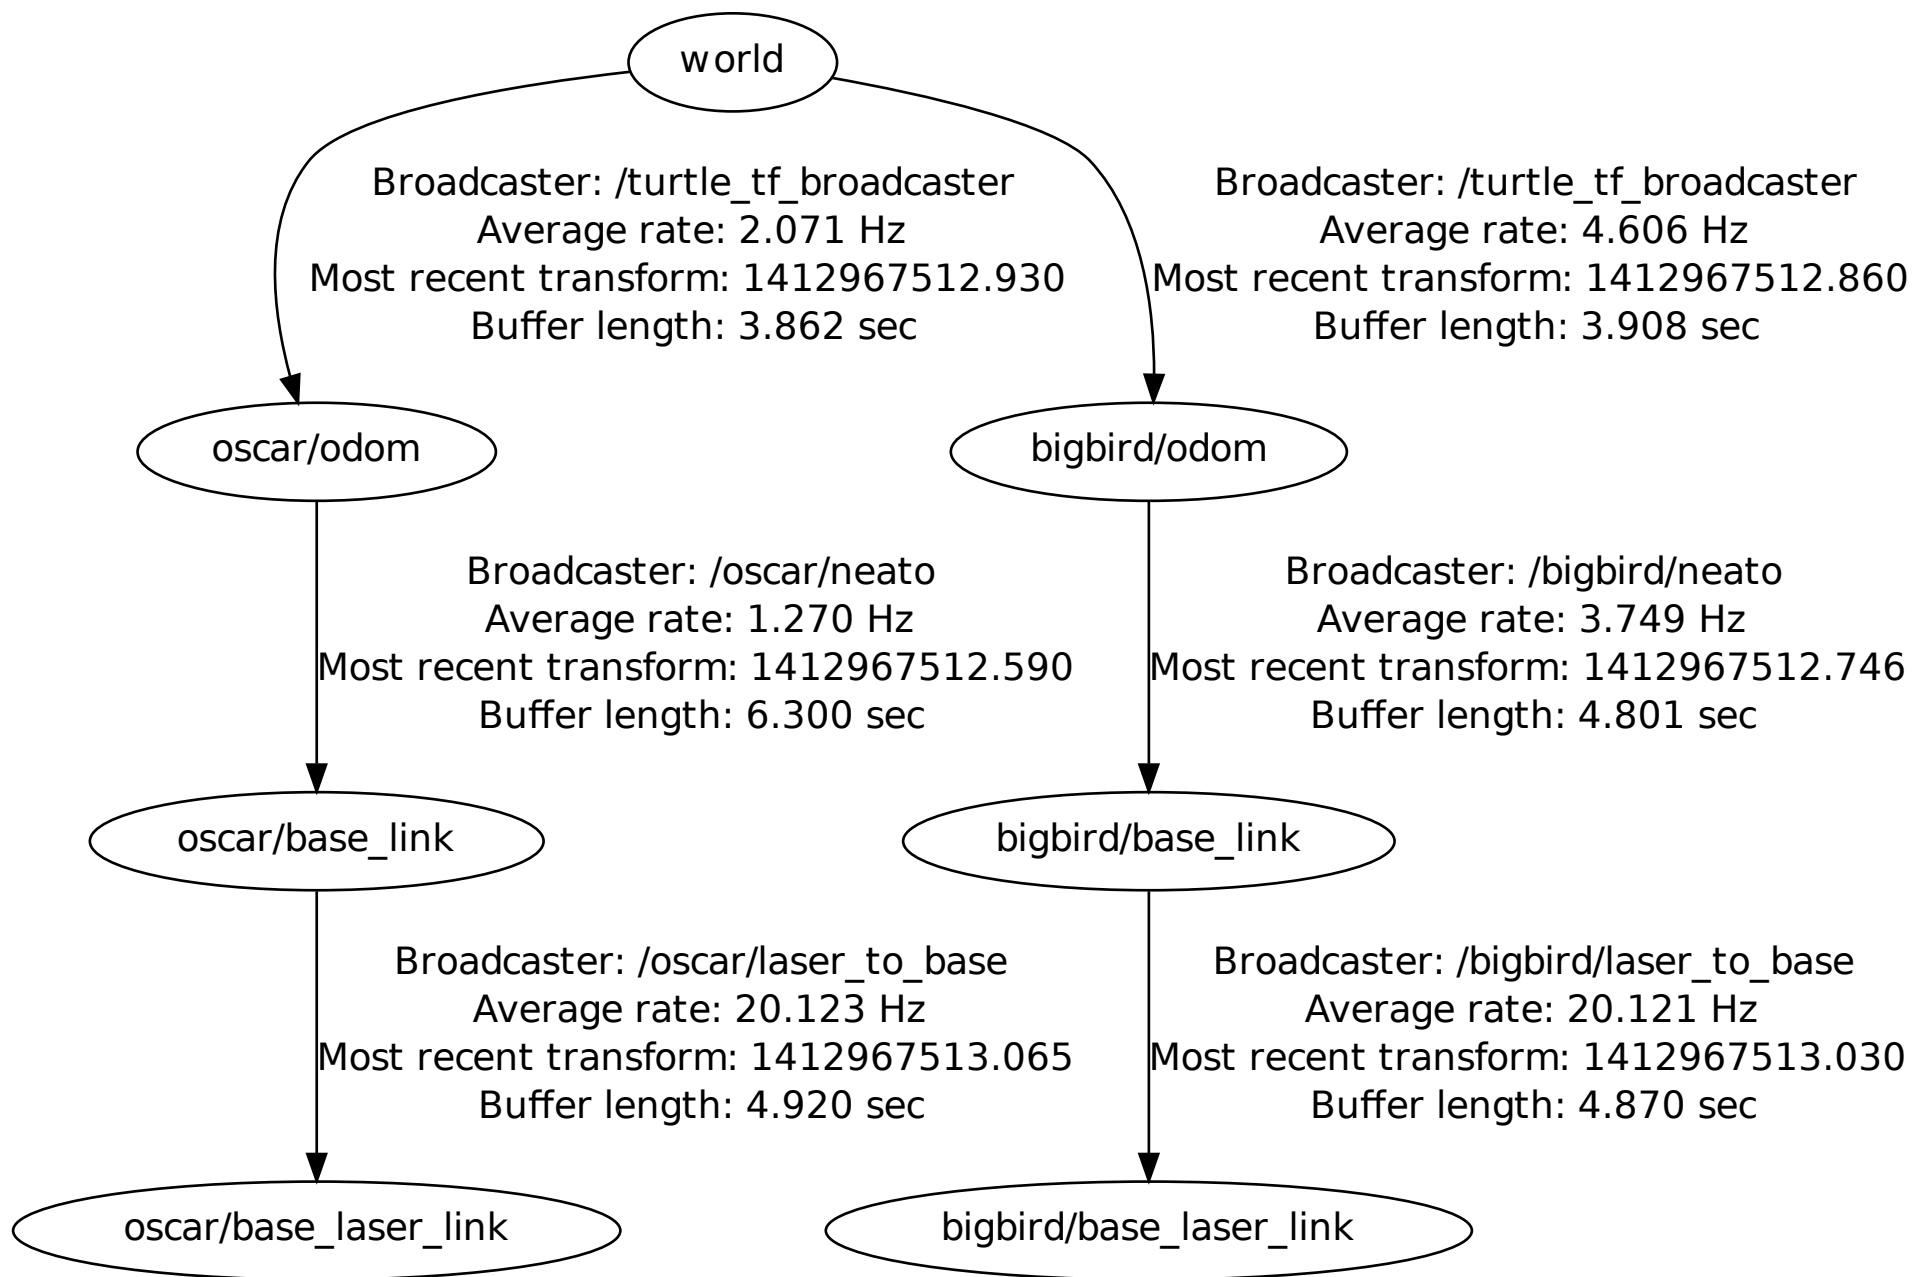 world
Broadcaster: /turtle_tf_broadcaster
Average rate: 2.071 Hz
Most recent transform: 1412967512.930
Buffer length: 3.862 sec
Broadcaster: /turtle_tf_broadcaster
Average rate: 4.606 Hz
Most recent transform: 1412967512.860
Buffer length: 3.908 sec
oscar/odom
bigbird/odom
Broadcaster: /oscar/neato
Average rate: 1.270 Hz
Most recent transform: 1412967512.590
Buffer length: 6.300 sec
Broadcaster: /bigbird/neato
Average rate: 3.749 Hz
Most recent transform: 1412967512.746
Buffer length: 4.801 sec
oscar/base_link
bigbird/base_link
Broadcaster: /oscar/laser_to_base
Average rate: 20.123 Hz
Most recent transform: 1412967513.065
Buffer length: 4.920 sec
Broadcaster: /bigbird/laser_to_base
Average rate: 20.121 Hz
Most recent transform: 1412967513.030
Buffer length: 4.870 sec
oscar/base_laser_link
bigbird/base_laser_link